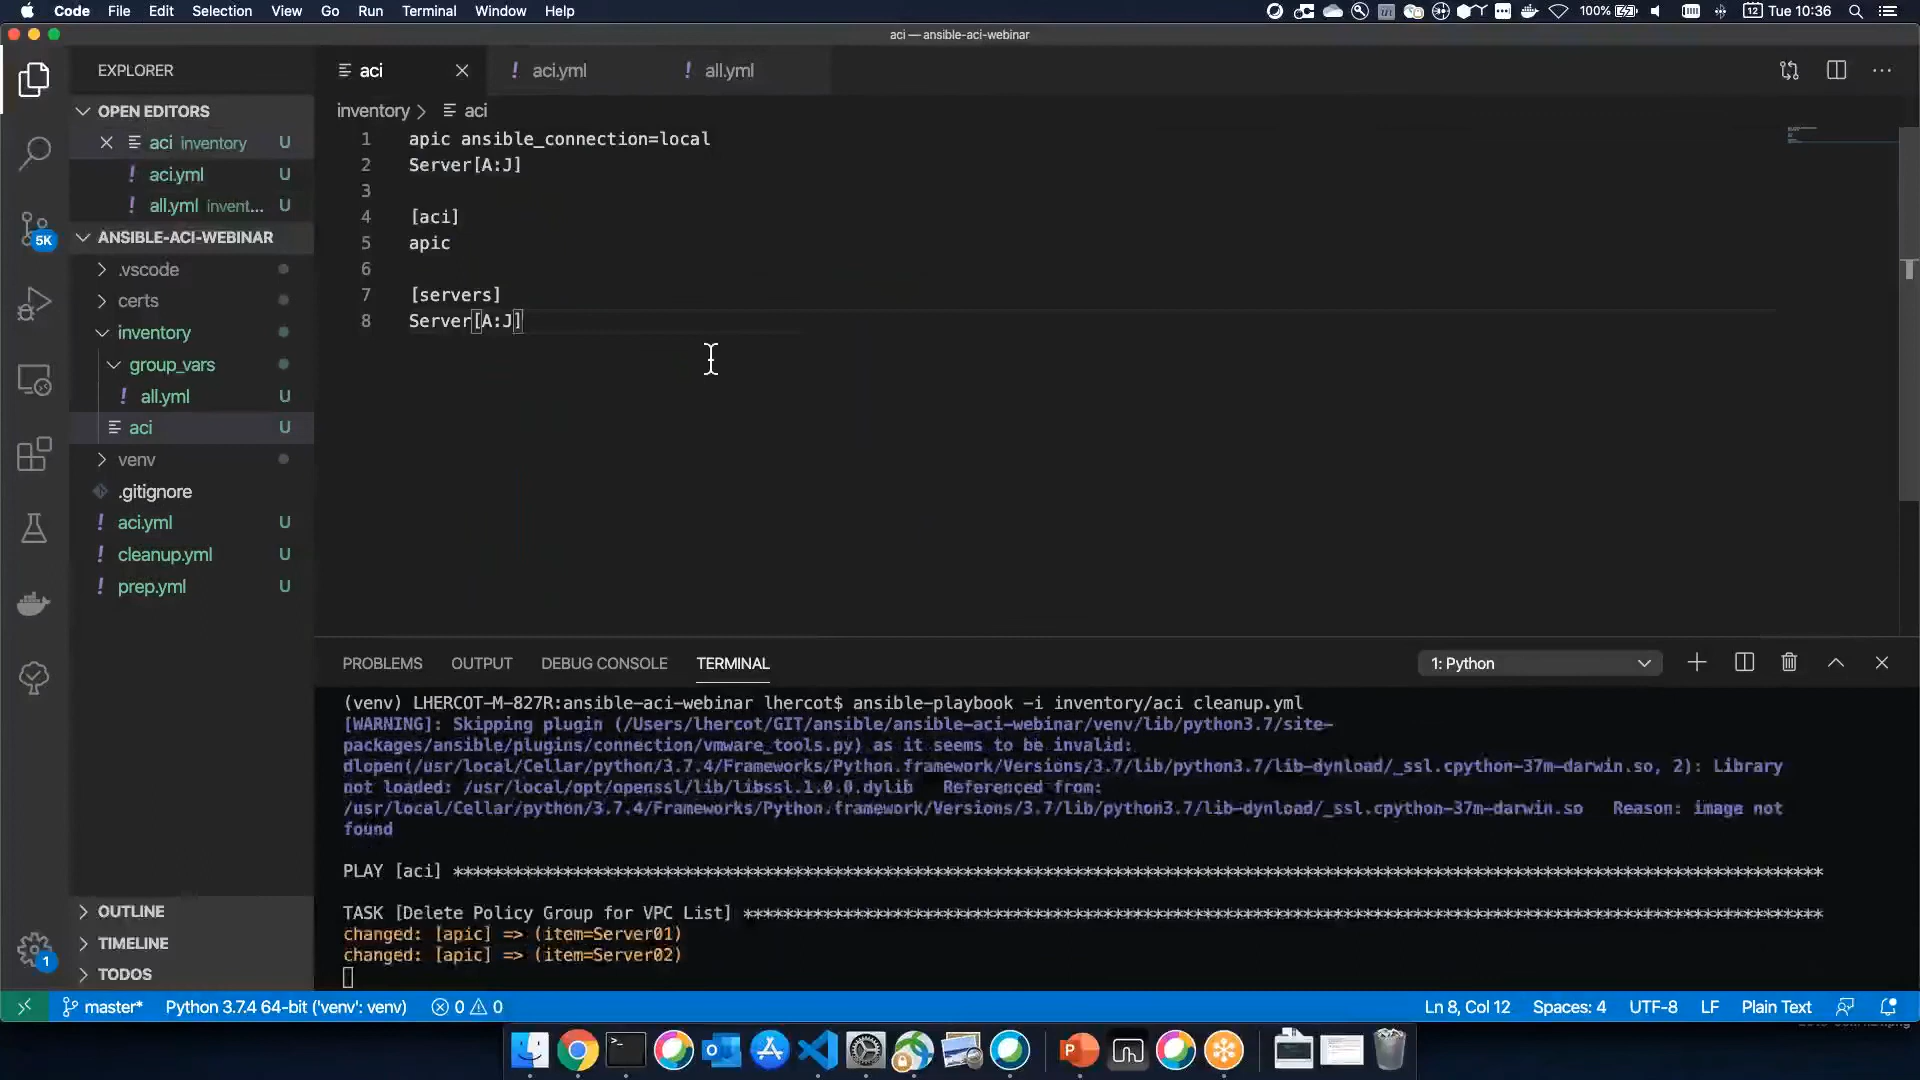 Code File Edit Selection View Go Run Terminal Window Help
100% 12 Tue 10:36
aci — ansible-aci-webinar
EXPLORER
aci
! aci.yml
! all.yml
OPEN EDITORS
aci inventory U
! aci.yml U
! all.yml invent... U
ANSIBLE-ACI-WEBINAR
.vscode
certs
inventory
group_vars
! all.yml U
aci U
venv
.gitignore
! aci.yml U
! cleanup.yml U
! prep.yml U
OUTLINE
TIMELINE
TODOS
5K
1
inventory > aci
1 apic ansible_connection=local
2 Server[A:J]
3
4 [aci]
5 apic
6
7 [servers]
8 Server[A:J]
PROBLEMS OUTPUT DEBUG CONSOLE TERMINAL
1: Python
(venv) LHERCOT-M-827R:ansible-aci-webinar lhercot$ ansible-playbook -i inventory/aci cleanup.yml
[WARNING]: Skipping plugin (/Users/lhercot/GIT/ansible/ansible-aci-webinar/venv/lib/python3.7/site-
packages/ansible/plugins/connection/vmware_tools.py) as it seems to be invalid:
dlopen(/usr/local/Cellar/python/3.7.4/Frameworks/Python.framework/Versions/3.7/lib/python3.7/lib-dynload/_ssl.cpython-37m-darwin.so, 2): Library
not loaded: /usr/local/opt/openssl/lib/libssl.1.0.0.dylib Referenced from:
/usr/local/Cellar/python/3.7.4/Frameworks/Python.framework/Versions/3.7/lib/python3.7/lib-dynload/_ssl.cpython-37m-darwin.so Reason: image not
found
PLAY [aci] ************************************************************************************************************************************
TASK [Delete Policy Group for VPC List] *******************************************************************************************************
changed: [apic] => (item=Server01)
changed: [apic] => (item=Server02)
master* Python 3.7.4 64-bit ('venv': venv) 0 0
Ln 8, Col 12 Spaces: 4 UTF-8 LF Plain Text